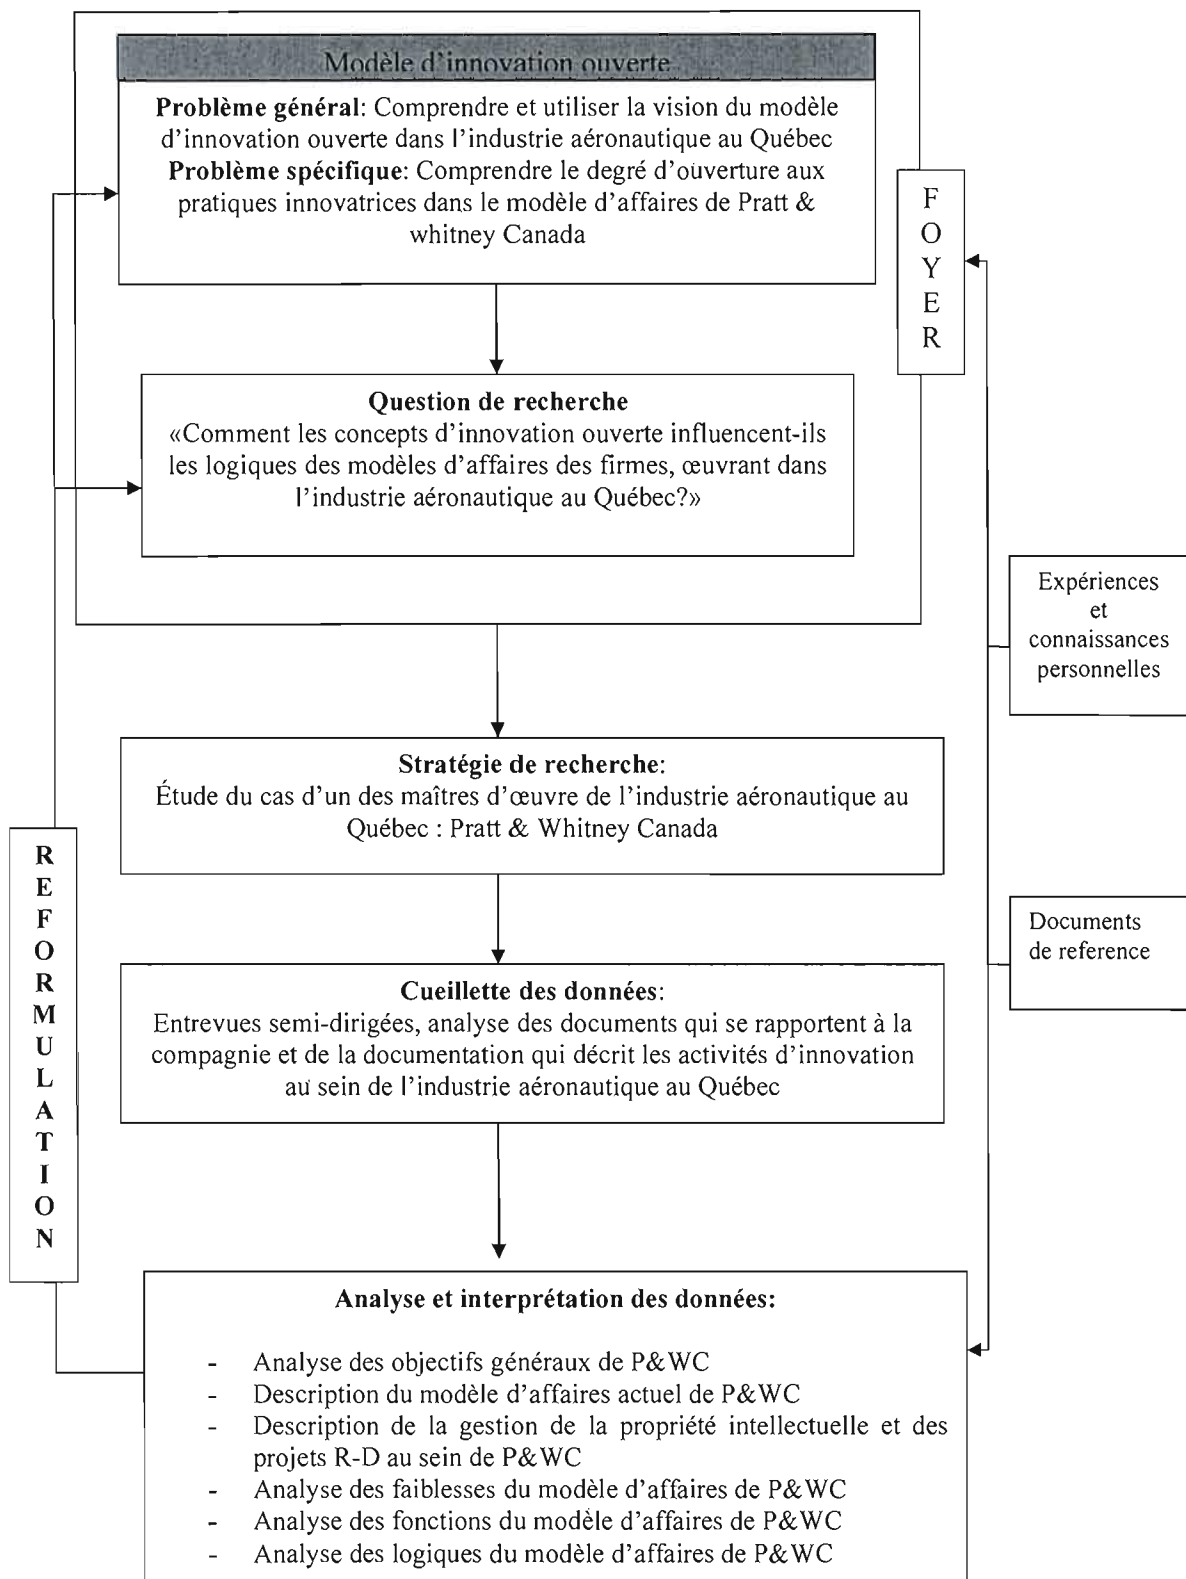 Modèle d'innovation ouverte
Problème général: Comprendre et utiliser la vision du modèle
d'innovation ouverte dans l'industrie aéronautique au Québec
Problème spécifique: Comprendre le degré d'ouverture aux
pratiques innovatrices dans le modèle d'affaires de Pratt &
whitney Canada
FOYER
Question de recherche
«Comment les concepts d'innovation ouverte influencent-ils
les logiques des modèles d'affaires des firmes, œuvrant dans
l'industrie aéronautique au Québec?»
Expériences
et
connaissances
personnelles
Stratégie de recherche:
Étude du cas d'un des maîtres d'œuvre de l'industrie aéronautique au
Québec : Pratt & Whitney Canada
REFORMULATION
Documents
de reference
Cueillette des données:
Entrevues semi-dirigées, analyse des documents qui se rapportent à la
compagnie et de la documentation qui décrit les activités d'innovation
au sein de l'industrie aéronautique au Québec
Analyse et interprétation des données:
- Analyse des objectifs généraux de P&WC
- Description du modèle d'affaires actuel de P&WC
- Description de la gestion de la propriété intellectuelle et des
projets R-D au sein de P&WC
- Analyse des faiblesses du modèle d'affaires de P&WC
- Analyse des fonctions du modèle d'affaires de P&WC
- Analyse des logiques du modèle d'affaires de P&WC